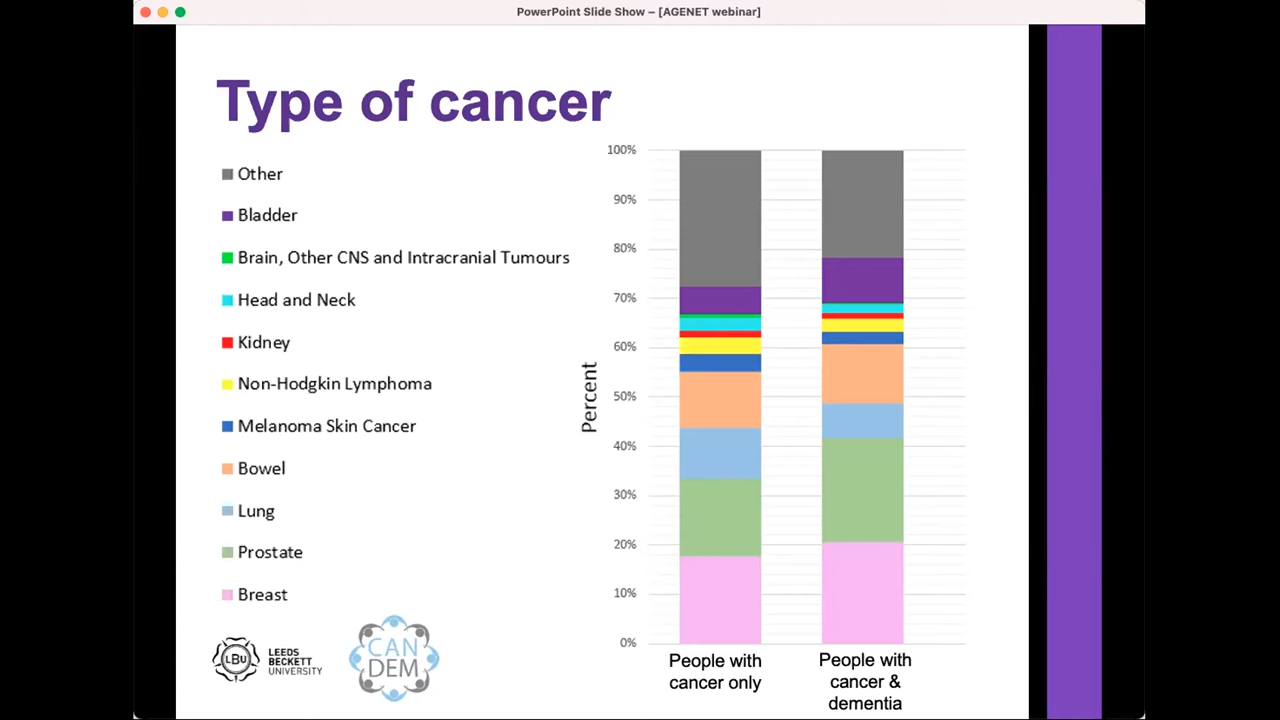 PowerPoint Slide Show – [AGENET webinar]
Type of cancer
Other
Bladder
Brain, Other CNS and Intracranial Tumours
Head and Neck
Kidney
Non-Hodgkin Lymphoma
Melanoma Skin Cancer
Bowel
Lung
Prostate
Breast
100%
90%
80%
70%
60%
50%
40%
30%
20%
10%
0%
Percent
People with
cancer only
People with
cancer &
dementia
LBU
LEEDS
BECKETT
UNIVERSITY
CAN
DEM